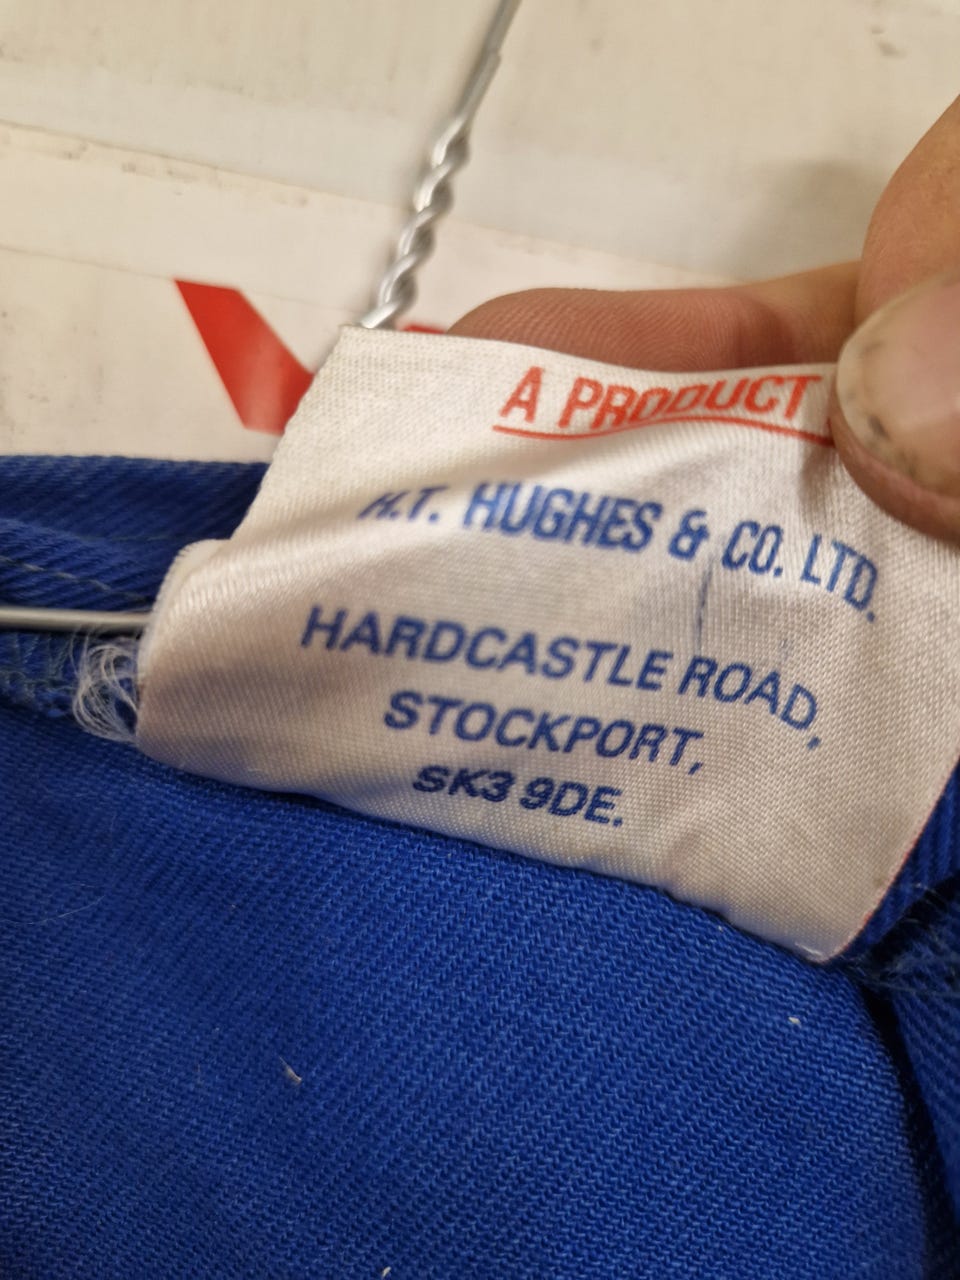 A PRODUCT
H.T. HUGHES & CO. LTD.
HARDCASTLE ROAD,
STOCKPORT,
SK3 9DE.